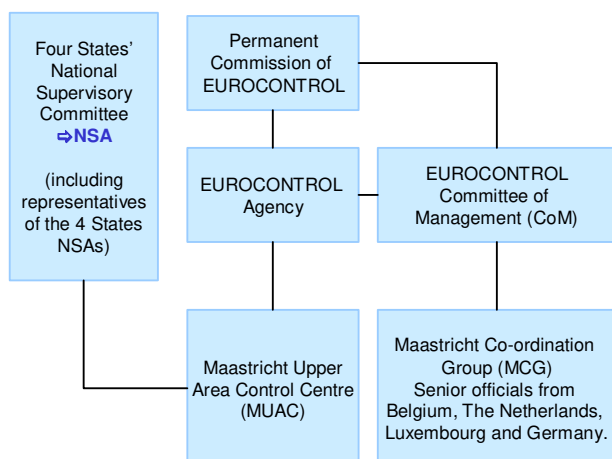 Four States'
National
Supervisory
Committee
⇨NSA
(including
representatives
of the 4 States
NSAs)
Permanent
Commission of
EUROCONTROL
EUROCONTROL
Agency
EUROCONTROL
Committee of
Management (CoM)
Maastricht Upper
Area Control Centre
(MUAC)
Maastricht Co-ordination
Group (MCG)
Senior officials from
Belgium, The Netherlands,
Luxembourg and Germany.